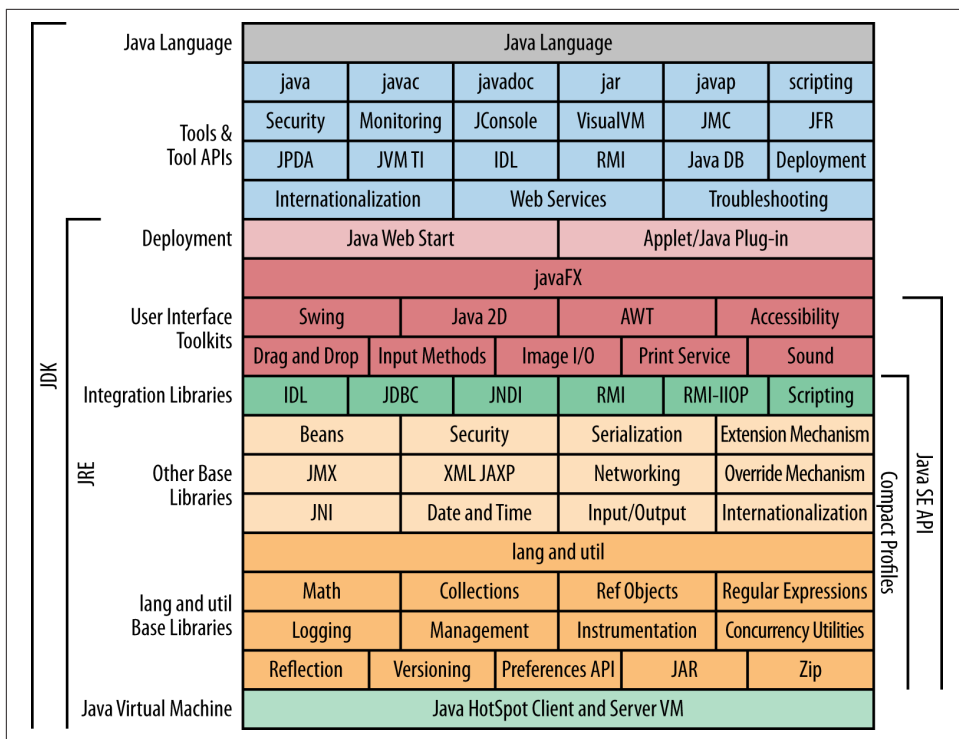 Java Language
Java Language
java
javac
javadoc
jar
javap
scripting
Tools &
Tool APIs
Security
Monitoring
JConsole
VisualVM
JMC
JFR
JPDA
JVM TI
IDL
RMI
Java DB
Deployment
Internationalization
Web Services
Troubleshooting
Deployment
Java Web Start
Applet/Java Plug-in
javaFX
User Interface
Toolkits
Swing
Java 2D
AWT
Accessibility
Drag and Drop
Input Methods
Image I/O
Print Service
Sound
Integration Libraries
IDL
JDBC
JNDI
RMI
RMI-IIOP
Scripting
Other Base
Libraries
Beans
Security
Serialization
Extension Mechanism
JMX
XML JAXP
Networking
Override Mechanism
JNI
Date and Time
Input/Output
Internationalization
lang and util
Base Libraries
lang and util
Math
Collections
Ref Objects
Regular Expressions
Logging
Management
Instrumentation
Concurrency Utilities
Reflection
Versioning
Preferences API
JAR
Zip
Java Virtual Machine
Java HotSpot Client and Server VM
JDK
JRE
Compact Profiles
Java SE API